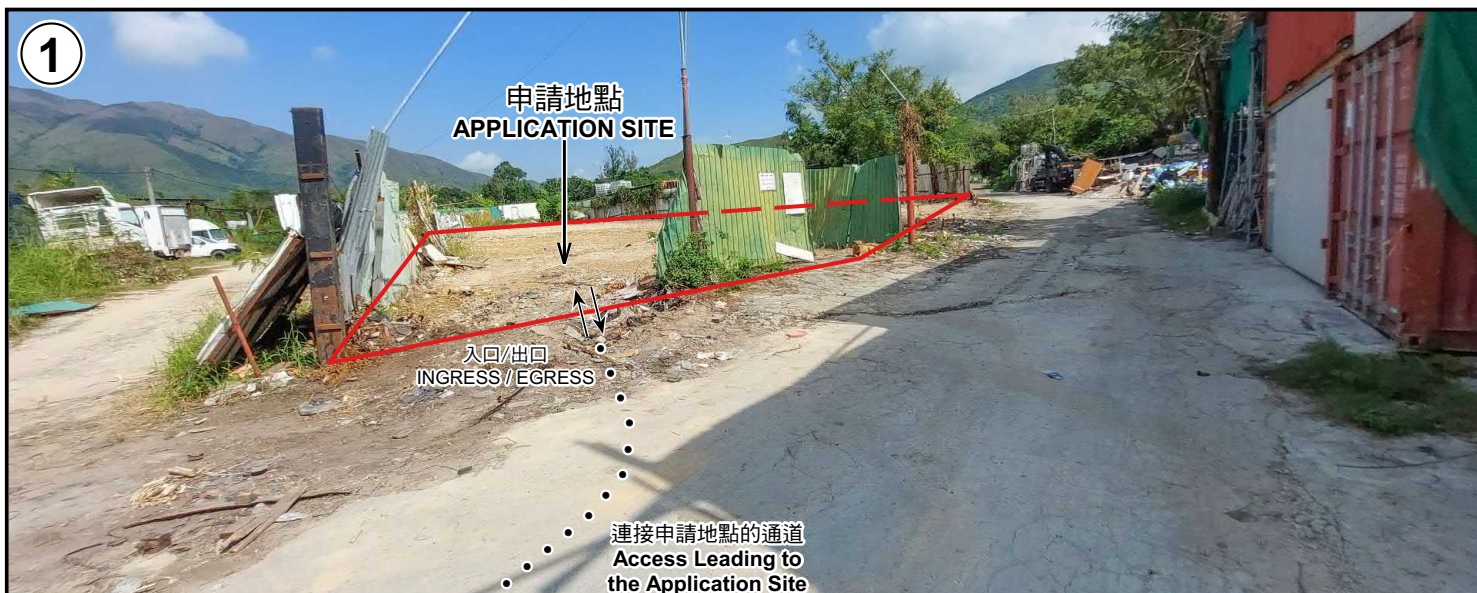 1
申請地點
APPLICATION SITE
入口/出口
INGRESS / EGRESS
連接申請地點的通道
Access Leading to
the Application Site